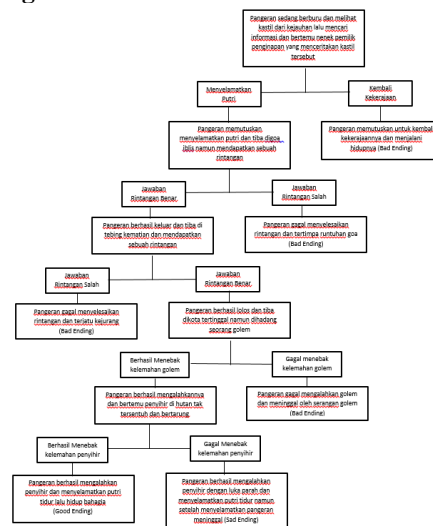 Pangeran sedang berburu dan melihat
kastil dari kejauhan lalu mencari
informasi dan bertemu nenek pemilik
penginapan yang menceritakan kastil
tersebut
Menyelamatkan
Putri
Kembali
Kekerajaan
Pangeran memutuskan
menyelamatkan putri dan tiba digoa
iblis namun mendapatkan sebuah
rintangan
Pangeran memutuskan untuk kembali
kekerajaannya dan menjalani
hidupnya (Bad Ending)
Jawaban
Rintangan Benar
Jawaban
Rintangan Salah
Pangeran berhasil keluar dan tiba di
tebing kematian dan mendapatkan
sebuah rintangan
Pangeran gagal menyelesaikan
rintangan dan tertimpa runtuhan goa
(Bad Ending)
Jawaban
Rintangan Salah
Jawaban
Rintangan Benar
Pangeran gagal menyelesaikan
rintangan dan terjatu kejurang
(Bad Ending)
Pangeran berhasil lolos dan tiba
dikota tertinggal namun dihadang
seorang golem
Berhasil Menebak
kelemahan golem
Gagal menebak
kelemahan golem
Pangeran berhasil mengalahkannya
dan bertemu penyihir di hutan tak
tersentuh dan bertarung
Pangeran gagal mengalahkan golem
dan meninggal oleh serangan golem
(Bad Ending)
Berhasil Menebak
kelemahan penyihir
Gagal Menebak
kelemahan penyihir
Pangeran berhasil mengalahkan
penyihir dan menyelamatkan putri
tidur lalu hidup bahagia
(Good Ending)
Pangeran berhasil mengalahkan
penyihir dengan luka parah dan
menyelamatkan putri tidur namun
setelah menyelamatkan pangeran
meninggal (Sad Ending)